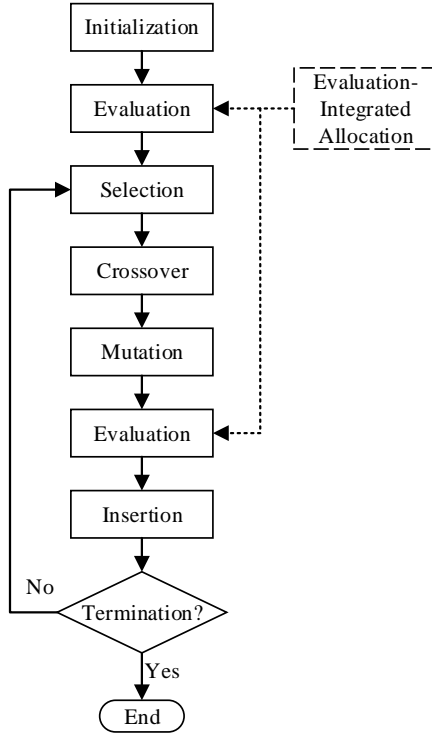 Initialization
Evaluation
Evaluation-
Integrated
Allocation
Selection
Crossover
Mutation
Evaluation
Insertion
No
Termination?
Yes
End